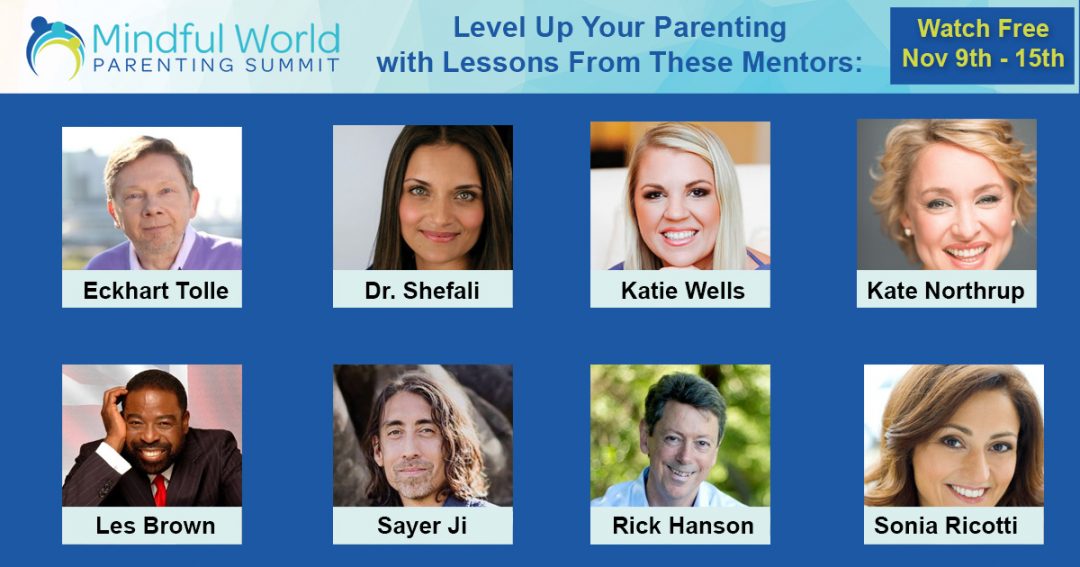 Mindful World
PARENTING SUMMIT
Level Up Your Parenting
with Lessons From These Mentors:
Watch Free
Nov 9th - 15th
Eckhart Tolle
Dr. Shefali
Katie Wells
Kate Northrup
Les Brown
Sayer Ji
Rick Hanson
Sonia Ricotti